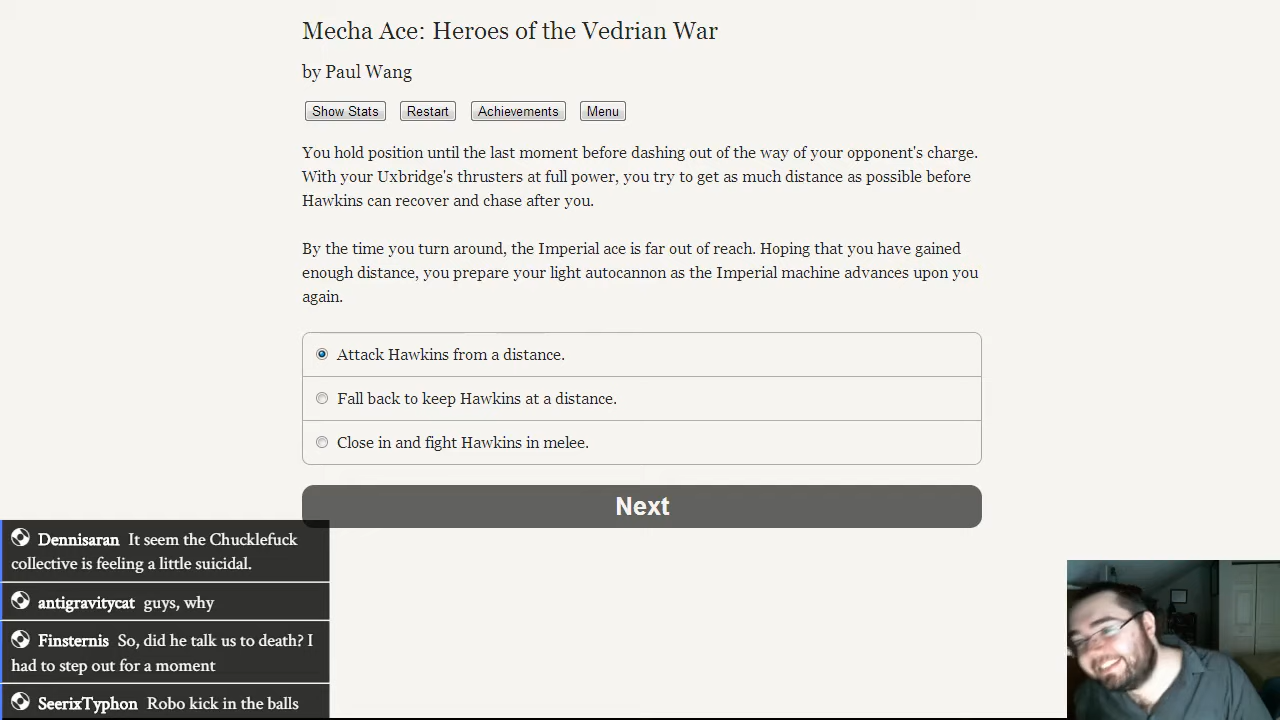 Mecha Ace: Heroes of the Vedrian War
by Paul Wang
Show Stats
Restart
Achievements
Menu
You hold position until the last moment before dashing out of the way of your opponent's charge.
With your Uxbridge's thrusters at full power, you try to get as much distance as possible before
Hawkins can recover and chase after you.
By the time you turn around, the Imperial ace is far out of reach. Hoping that you have gained
enough distance, you prepare your light autocannon as the Imperial machine advances upon you
again.
Attack Hawkins from a distance.
Fall back to keep Hawkins at a distance.
Close in and fight Hawkins in melee.
Next
Dennisaran It seem the Chucklefuck
collective is feeling a little suicidal.
antigravitycat guys, why
Finsternis So, did he talk us to death? I
had to step out for a moment
SeerixTyphon Robo kick in the balls